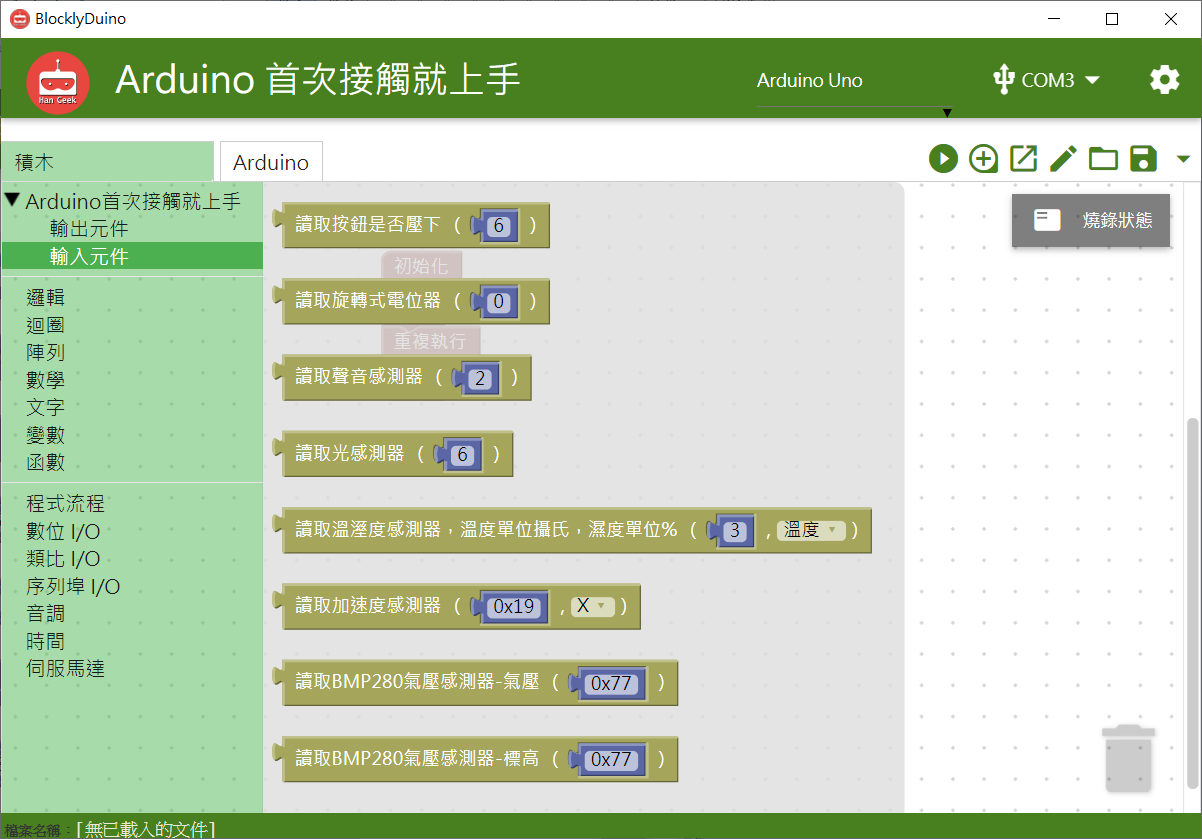 BlocklyDuino
Han Geek
Arduino 首次接觸就上手
Arduino Uno
COM3
積木
Arduino
Arduino首次接觸就上手
輸出元件
輸入元件
邏輯
迴圈
陣列
數學
文字
變數
函數
程式流程
數位 I/O
類比 I/O
序列埠 I/O
音調
時間
伺服馬達
讀取按鈕是否壓下 ( 6 )
初始化
讀取旋轉式電位器 ( 0 )
重複執行
讀取聲音感測器 ( 2 )
讀取光感測器 ( 6 )
讀取溫溼度感測器，溫度單位攝氏，濕度單位% ( 3 , 溫度 )
讀取加速度感測器 ( 0x19 , X )
讀取BMP280氣壓感測器-氣壓 ( 0x77 )
讀取BMP280氣壓感測器-標高 ( 0x77 )
燒錄狀態
檔案名稱：[無已載入的文件]